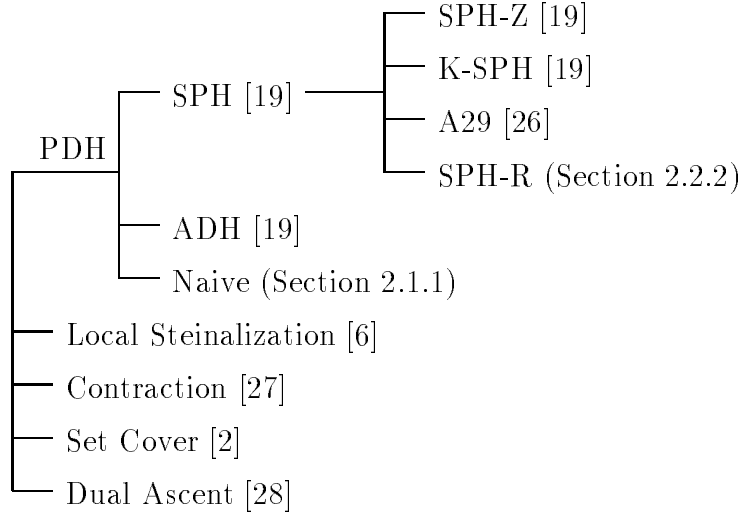 SPH-Z [19]
K-SPH [19]
SPH [19]
A29 [26]
PDH
SPH-R (Section 2.2.2)
ADH [19]
Naive (Section 2.1.1)
Local Steinalization [6]
Contraction [27]
Set Cover [2]
Dual Ascent [28]